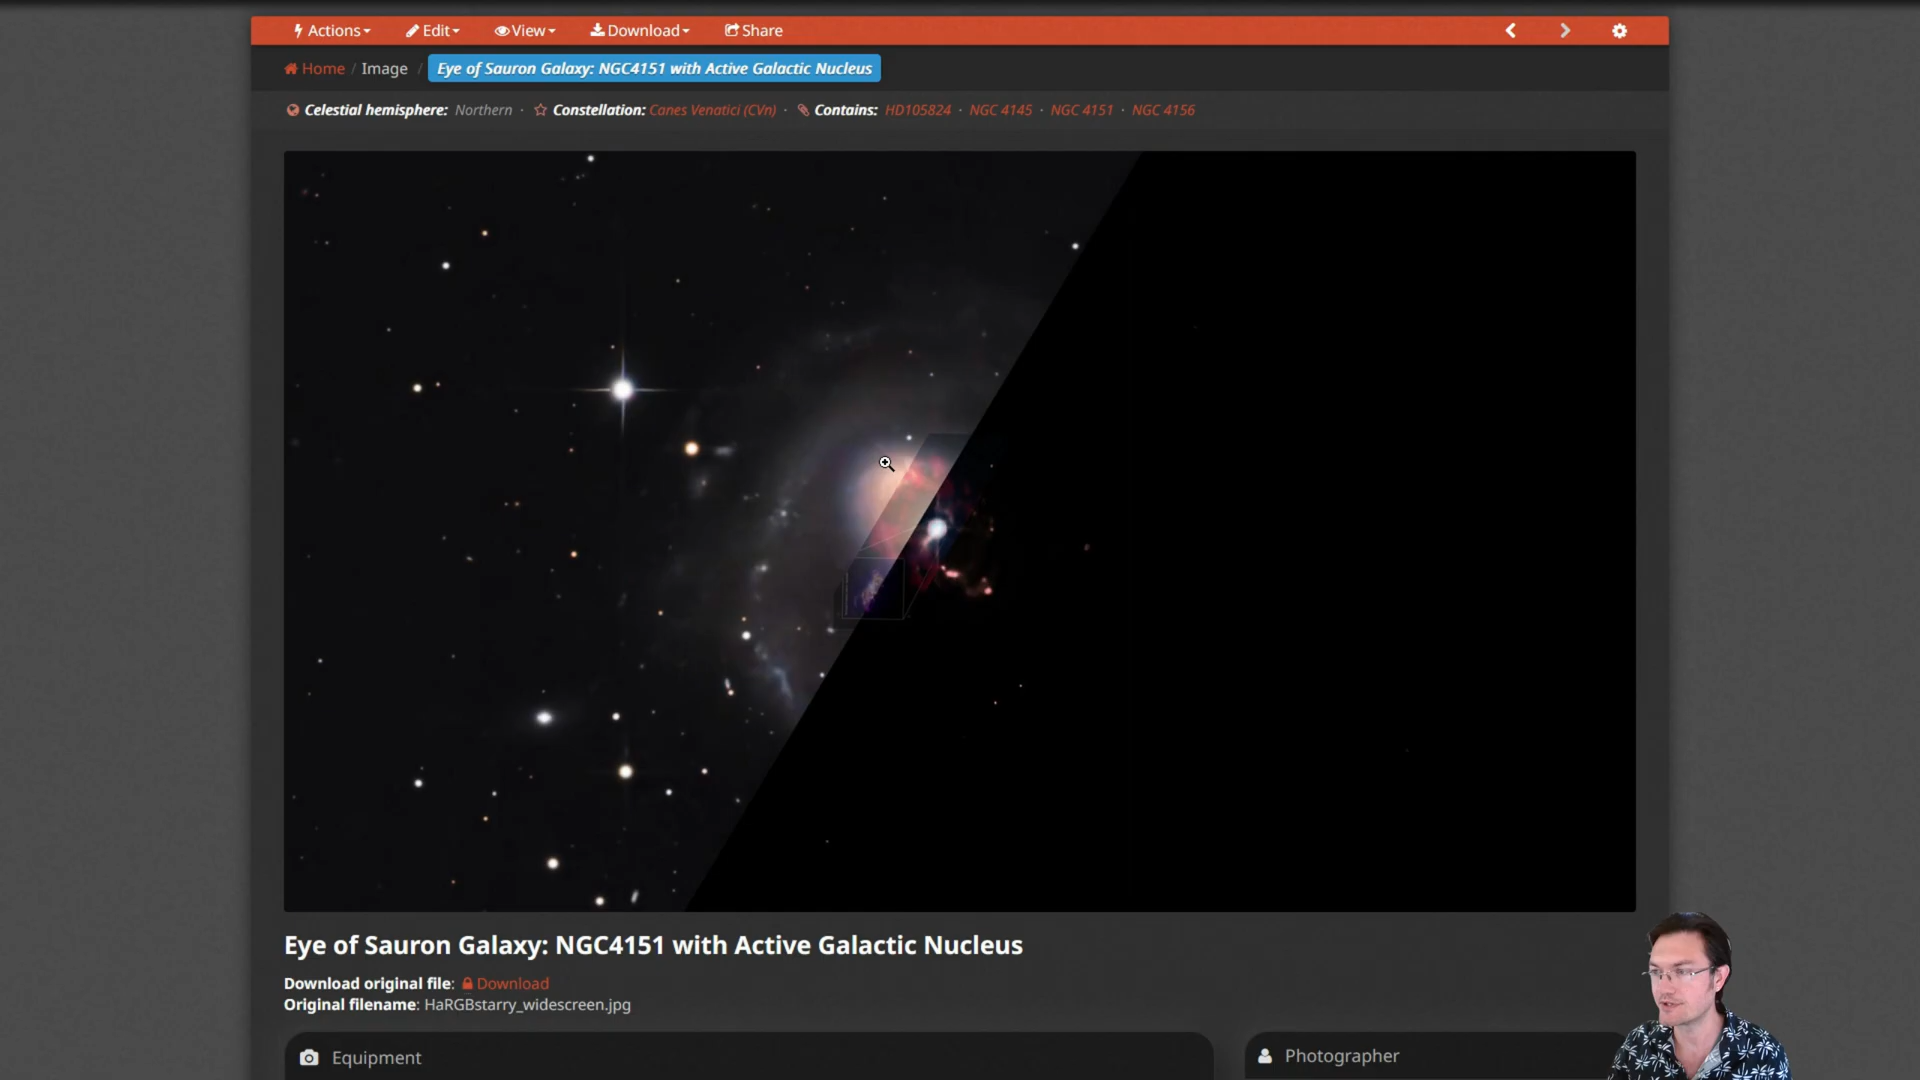 Actions Edit View Download Share
Home / Image / Eye of Sauron Galaxy: NGC4151 with Active Galactic Nucleus
Celestial hemisphere: Northern · Constellation: Canes Venatici (CVn) · Contains: HD105824 · NGC 4145 · NGC 4151 · NGC 4156
Eye of Sauron Galaxy: NGC4151 with Active Galactic Nucleus
Download original file: Download
Original filename: HaRGBstarry_widescreen.jpg
Equipment
Photographer